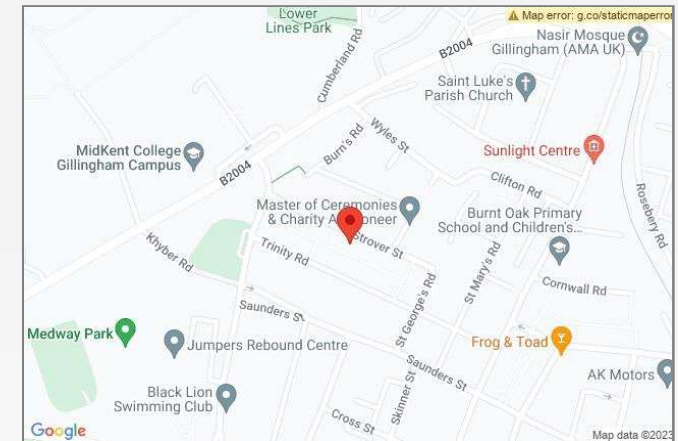 Lower
Lines Park
Map error: g.co/staticmaperror
Nasir Mosque
Gillingham (AMA UK)
B2004
Cumberland Rd
Saint Luke's
Parish Church
Wyles St
Burn's Rd
MidKent College
Gillingham Campus
Sunlight Centre
B2004
Clifton Rd
Rosebery Rd
Master of Ceremonies
& Charity A oneer
Burnt Oak Primary
School and Children's...
Strover St
Khyber Rd
Trinity Rd
St Mary's Rd
Cornwall Rd
St George's Rd
Saunders St
Medway Park
Jumpers Rebound Centre
Frog & Toad
Saunders St
AK Motors
Black Lion
Swimming Club
Skinner St
Cross St
Google
Map data ©2023